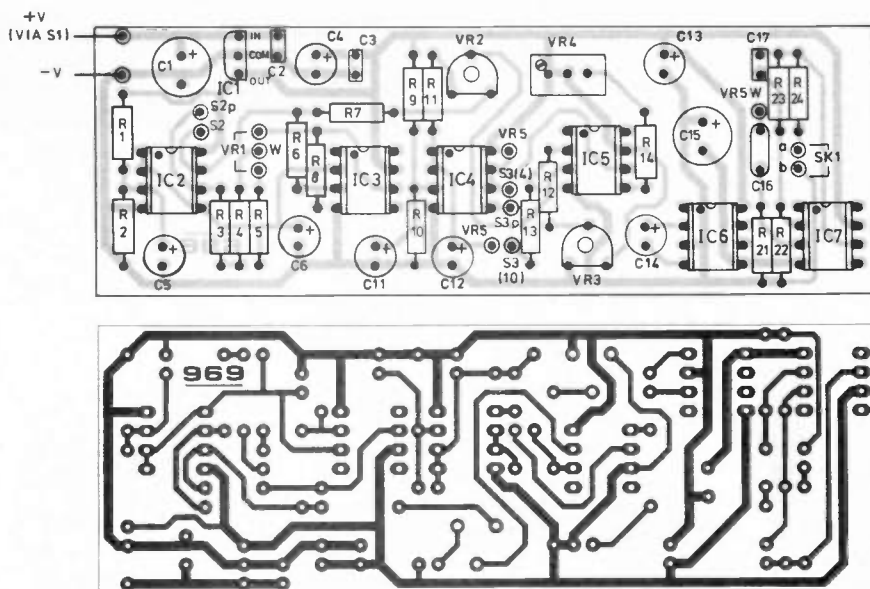 +V
(VIA S1)
-V
C1
+
IN
COM
OUT
IC1
C2
C4
+
C3
VR2
VR4
C13
+
C17
R 23
R 24
VR5 W
S2p
S2
R 1
VR1
W
R 6
R7
R 8
R 9
R 11
VR5
S3(4)
S3p
R 12
IC5
R 14
C15
+
C16
a
b
SK1
IC2
IC3
IC4
R 2
R 3
R 4
R 5
C5
+
C6
+
R 10
C11
+
C12
+
VR5
S3
(10)
R 13
VR3
C14
+
IC6
R 21
R 22
IC7
969